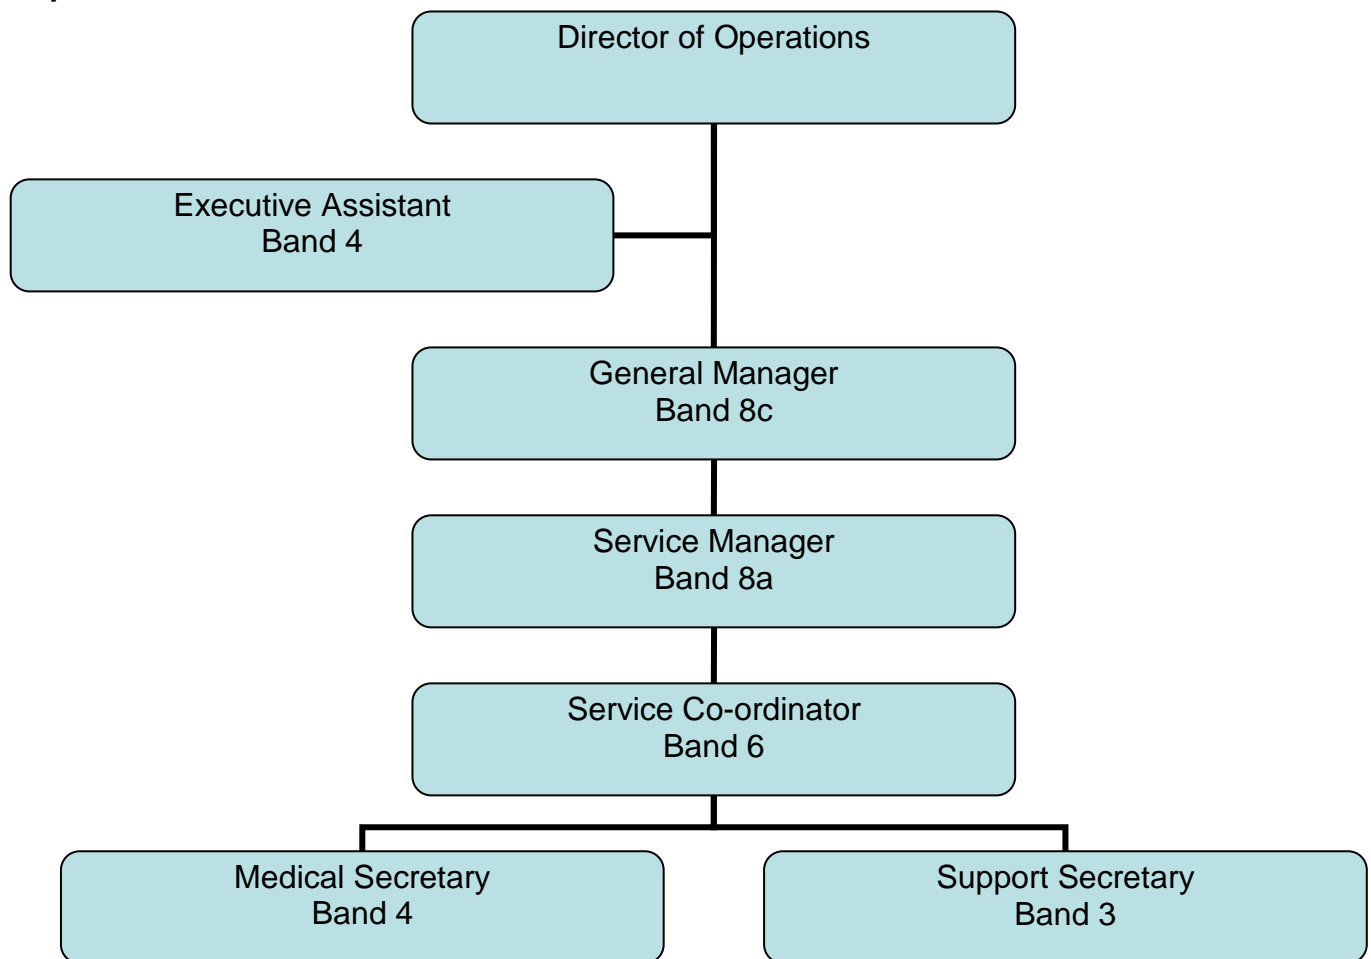 Director of Operations
Executive Assistant
Band 4
General Manager
Band 8c
Service Manager
Band 8a
Service Co-ordinator
Band 6
Medical Secretary
Band 4
Support Secretary
Band 3